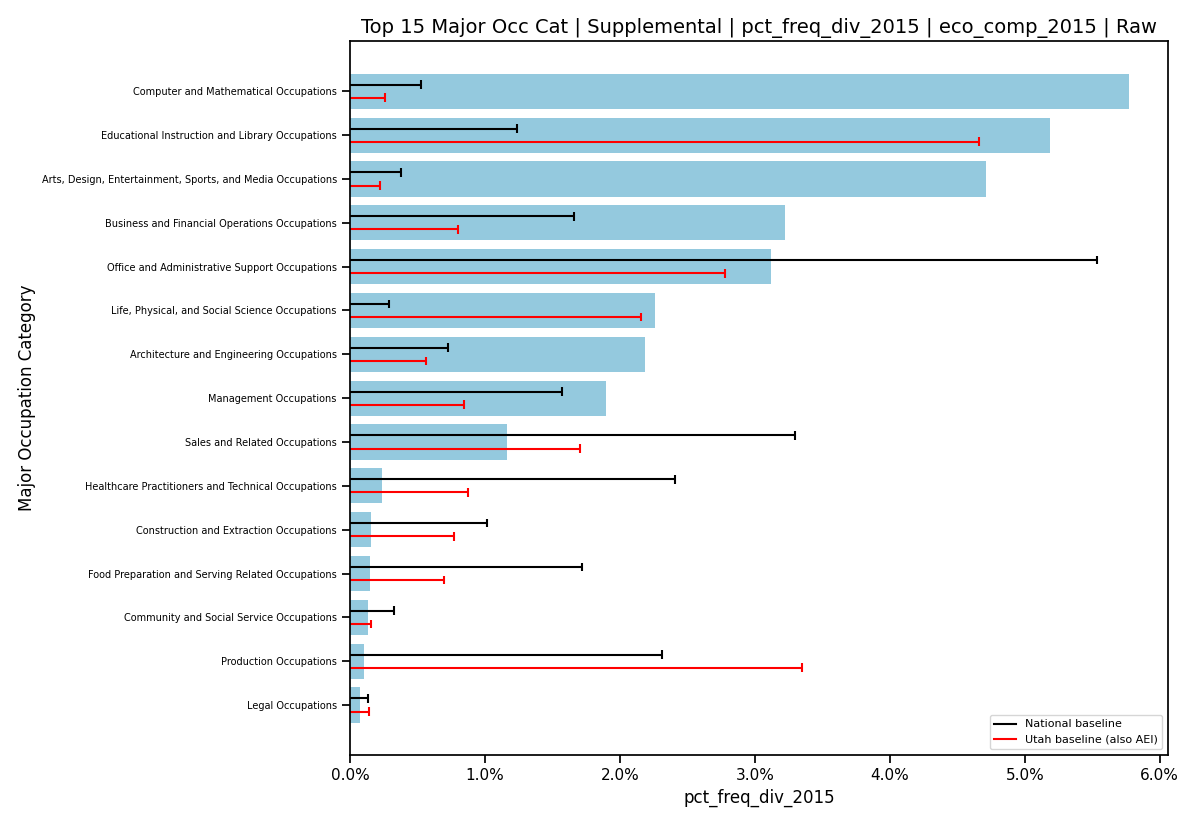 Top 15 Major Occ Cat | Supplemental | pct_freq_div_2015 | eco_comp_2015 | Raw
Major Occupation Category
Computer and Mathematical Occupations
Educational Instruction and Library Occupations
Arts, Design, Entertainment, Sports, and Media Occupations
Business and Financial Operations Occupations
Office and Administrative Support Occupations
Life, Physical, and Social Science Occupations
Architecture and Engineering Occupations
Management Occupations
Sales and Related Occupations
Healthcare Practitioners and Technical Occupations
Construction and Extraction Occupations
Food Preparation and Serving Related Occupations
Community and Social Service Occupations
Production Occupations
Legal Occupations
National baseline
Utah baseline (also AEI)
0.0% 1.0% 2.0% 3.0% 4.0% 5.0% 6.0%
pct_freq_div_2015